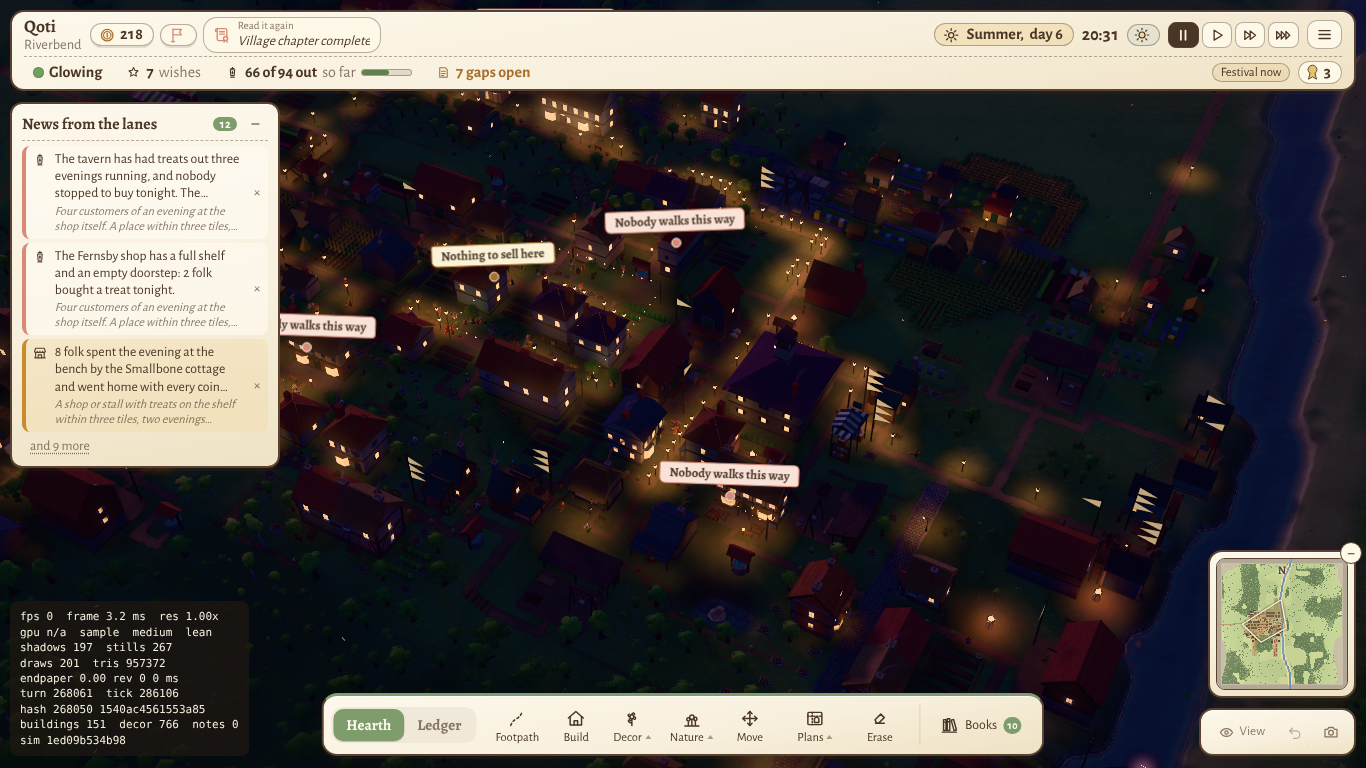 Qoti
Riverbend
218
Read it again
Village chapter complete
Summer, day 6
20:31
Glowing
7 wishes
66 of 94 out so far
7 gaps open
Festival now
3
News from the lanes
12
The tavern has had treats out three
evenings running, and nobody
stopped to buy tonight. The...
Four customers of an evening at the
shop itself. A place within three tiles,...
The Fernsby shop has a full shelf
and an empty doorstep: 2 folk
bought a treat tonight.
Four customers of an evening at the
shop itself. A place within three tiles,...
8 folk spent the evening at the
bench by the Smallbone cottage
and went home with every coin...
A shop or stall with treats on the shelf
within three tiles, two evenings...
and 9 more
Nobody walks this way
Nothing to sell here
y walks this way
Nobody walks this way
fps 0 frame 3.2 ms res 1.00x
gpu n/a sample medium lean
shadows 197 stills 267
draws 201 tris 957372
endpaper 0.00 rev 0 0 ms
turn 268061 tick 286106
hash 268050 1540ac4561553a85
buildings 151 decor 766 notes 0
sim 1ed09b534b98
Hearth
Ledger
Footpath
Build
Decor
Nature
Move
Plans
Erase
Books 10
N
View